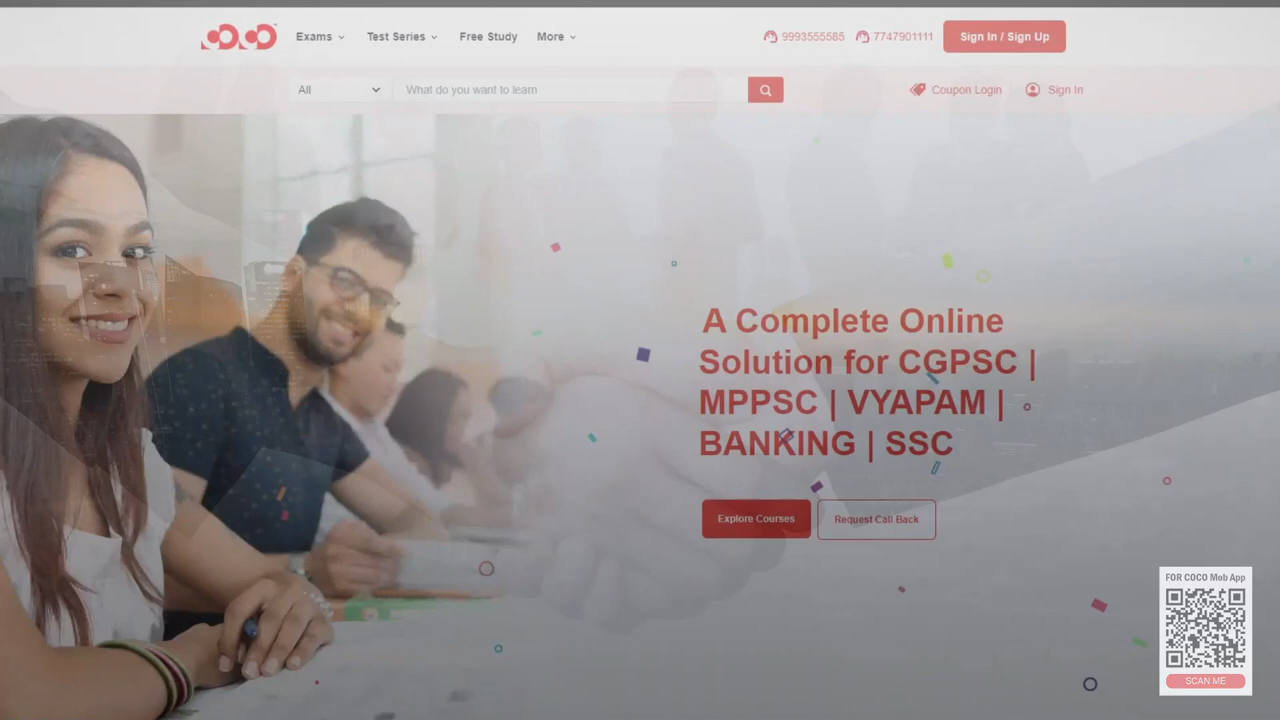 COCO
Exams
Test Series
Free Study
More
9993555585
7747901111
Sign In / Sign Up
All
What do you want to learn
Coupon Login
Sign In
A Complete Online
Solution for CGPSC |
MPPSC | VYAPAM |
BANKING | SSC
Explore Courses
Request Call Back
FOR COCO Mob App
SCAN ME